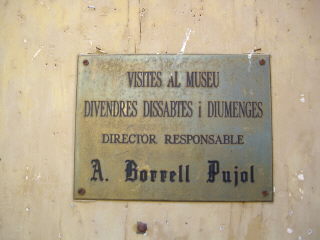 VISITES AL MUSEU
DIVENDRES DISSABTES i DIUMENGES
DIRECTOR RESPONSABLE
A. Borrell Pujol